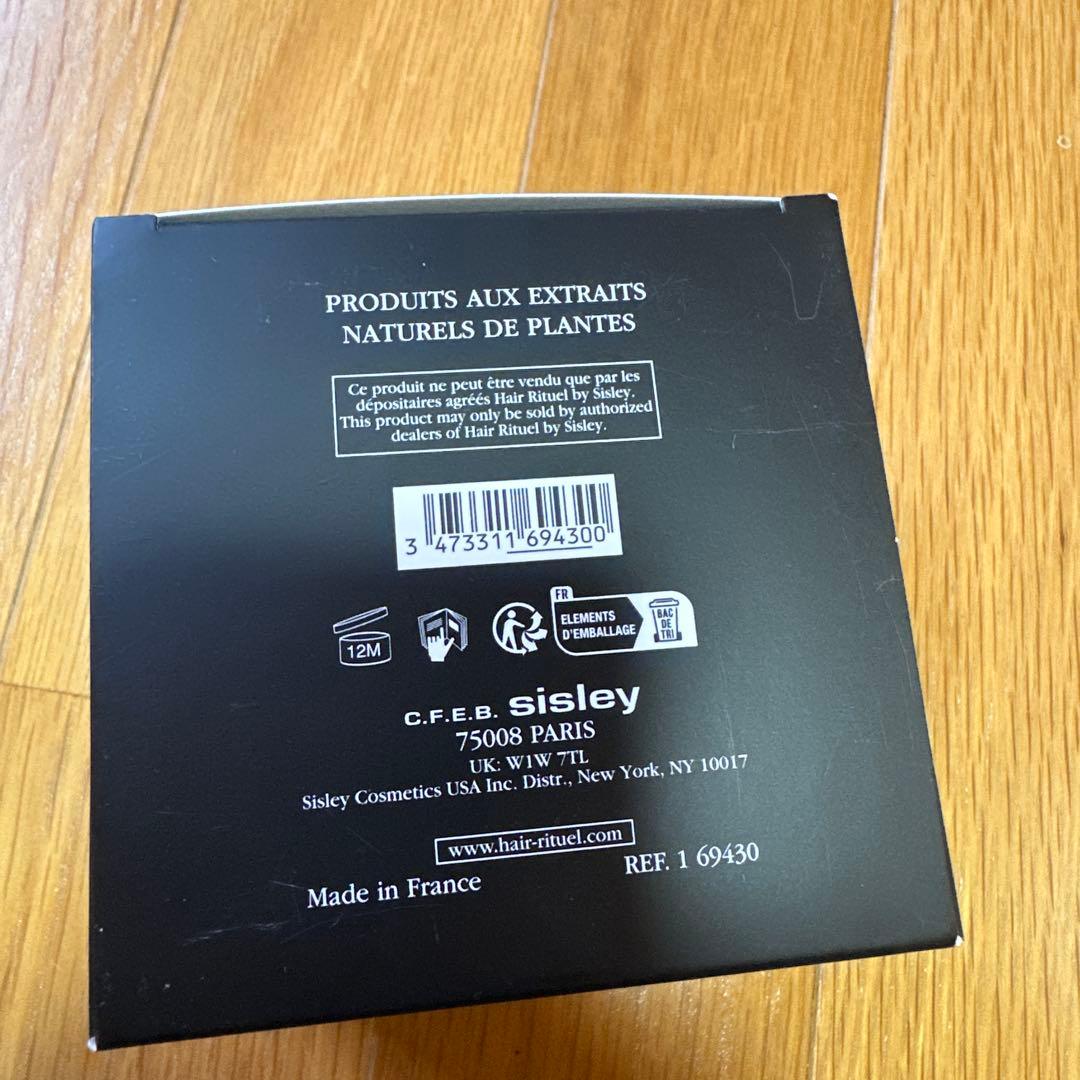 PRODUITS AUX EXTRAITS
NATURELS DE PLANTES
Ce produit ne peut être vendu que par les
dépositaires agréés Hair Rituel by Sisley.
This product may only be sold by authorized
dealers of Hair Rituel by Sisley.
3 473311 694300
12M
FR
ELEMENTS
D'EMBALLAGE
BAC
DE
TRI
C.F.E.B. sisley
75008 PARIS
UK: W1W 7TL
Sisley Cosmetics USA Inc. Distr., New York, NY 10017
www.hair-rituel.com
Made in France
REF. 1 69430